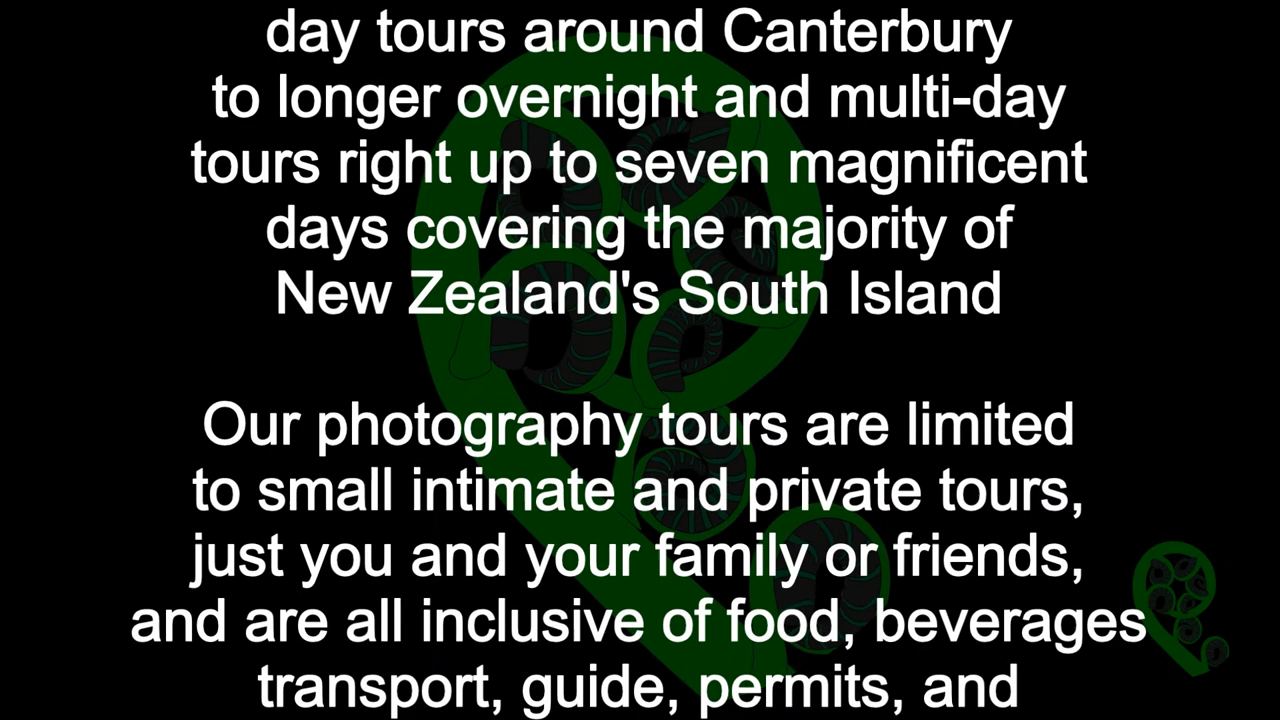 day tours around Canterbury
to longer overnight and multi-day
tours right up to seven magnificent
days covering the majority of
New Zealand's South Island
Our photography tours are limited
to small intimate and private tours,
just you and your family or friends,
and are all inclusive of food, beverages
transport, guide, permits, and